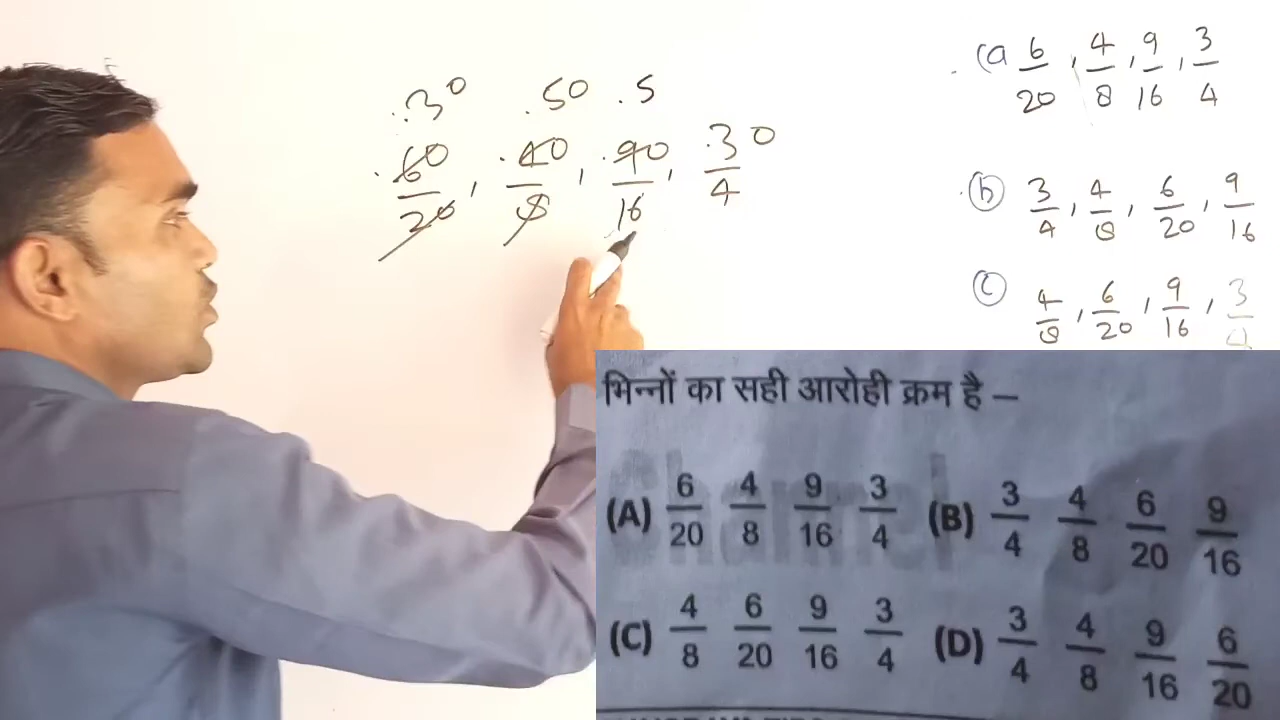 .30 .50 .5
.60/20, .40/8, .90/16, .30/4
(a 6/20, 4/8, 9/16, 3/4
(b) 3/4, 4/8, 6/20, 9/16
(c) 4/8, 6/20, 9/16, 3/4
भिन्नों का सही आरोही क्रम है –
(A) 6/20 4/8 9/16 3/4 (B) 3/4 4/8 6/20 9/16
(C) 4/8 6/20 9/16 3/4 (D) 3/4 4/8 9/16 6/20